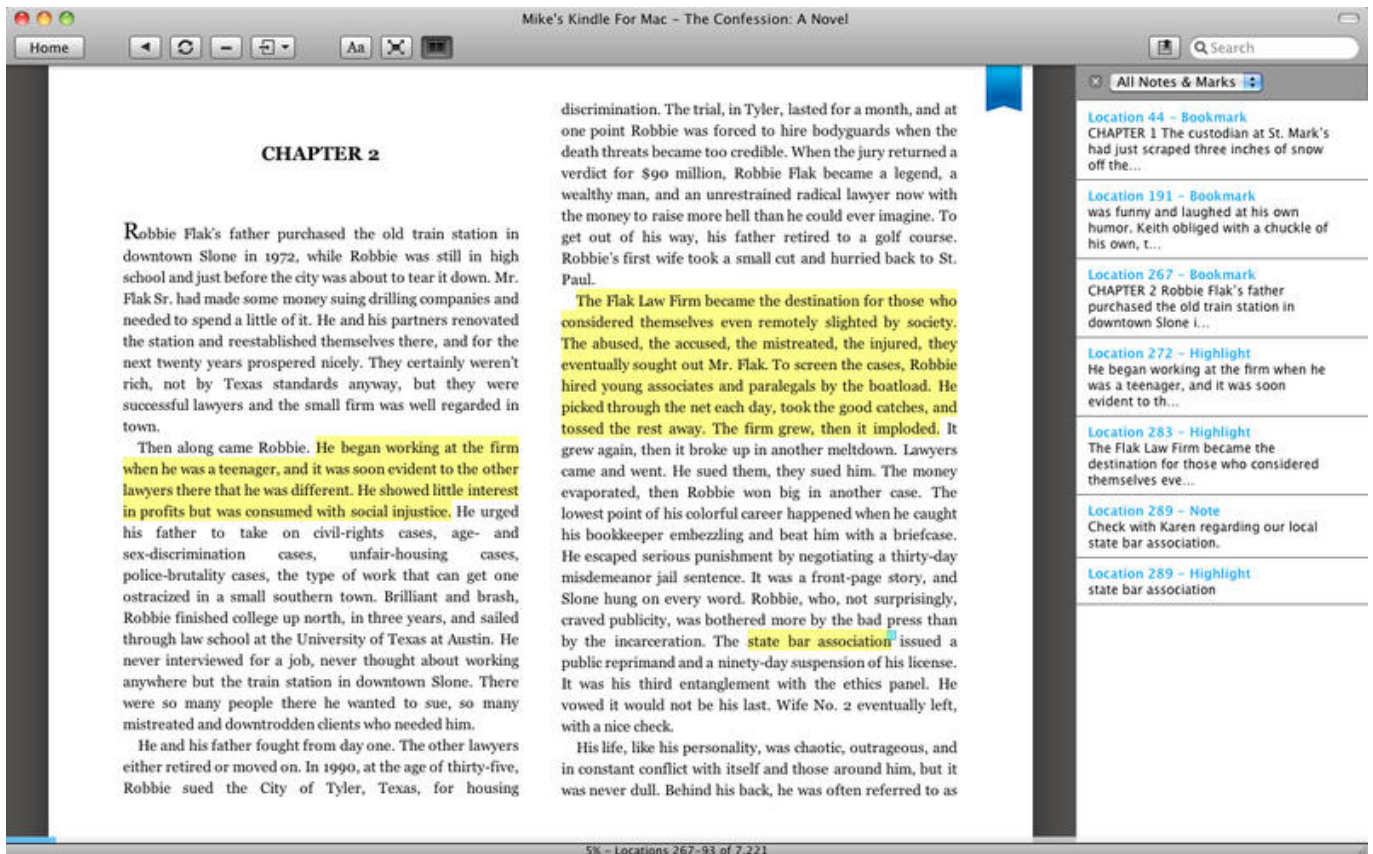 Mike's Kindle For Mac – The Confession: A Novel
Home
Aa
Search
CHAPTER 2
Robbie Flak's father purchased the old train station in
downtown Slone in 1972, while Robbie was still in high
school and just before the city was about to tear it down. Mr.
Flak Sr. had made some money suing drilling companies and
needed to spend a little of it. He and his partners renovated
the station and reestablished themselves there, and for the
next twenty years prospered nicely. They certainly weren't
rich, not by Texas standards anyway, but they were
successful lawyers and the small firm was well regarded in
town.
Then along came Robbie. He began working at the firm
when he was a teenager, and it was soon evident to the other
lawyers there that he was different. He showed little interest
in profits but was consumed with social injustice. He urged
his father to take on civil-rights cases, age- and
sex-discrimination cases, unfair-housing cases,
police-brutality cases, the type of work that can get one
ostracized in a small southern town. Brilliant and brash,
Robbie finished college up north, in three years, and sailed
through law school at the University of Texas at Austin. He
never interviewed for a job, never thought about working
anywhere but the train station in downtown Slone. There
were so many people there he wanted to sue, so many
mistreated and downtrodden clients who needed him.
He and his father fought from day one. The other lawyers
either retired or moved on. In 1990, at the age of thirty-five,
Robbie sued the City of Tyler, Texas, for housing
discrimination. The trial, in Tyler, lasted for a month, and at
one point Robbie was forced to hire bodyguards when the
death threats became too credible. When the jury returned a
verdict for $90 million, Robbie Flak became a legend, a
wealthy man, and an unrestrained radical lawyer now with
the money to raise more hell than he could ever imagine. To
get out of his way, his father retired to a golf course.
Robbie's first wife took a small cut and hurried back to St.
Paul.
The Flak Law Firm became the destination for those who
considered themselves even remotely slighted by society.
The abused, the accused, the mistreated, the injured, they
eventually sought out Mr. Flak. To screen the cases, Robbie
hired young associates and paralegals by the boatload. He
picked through the net each day, took the good catches, and
tossed the rest away. The firm grew, then it imploded. It
grew again, then it broke up in another meltdown. Lawyers
came and went. He sued them, they sued him. The money
evaporated, then Robbie won big in another case. The
lowest point of his colorful career happened when he caught
his bookkeeper embezzling and beat him with a briefcase.
He escaped serious punishment by negotiating a thirty-day
misdemeanor jail sentence. It was a front-page story, and
Slone hung on every word. Robbie, who, not surprisingly,
craved publicity, was bothered more by the bad press than
by the incarceration. The state bar association issued a
public reprimand and a ninety-day suspension of his license.
It was his third entanglement with the ethics panel. He
vowed it would not be his last. Wife No. 2 eventually left,
with a nice check.
His life, like his personality, was chaotic, outrageous, and
in constant conflict with itself and those around him, but it
was never dull. Behind his back, he was often referred to as
All Notes & Marks
Location 44 – Bookmark
CHAPTER 1 The custodian at St. Mark's
had just scraped three inches of snow
off the...
Location 191 – Bookmark
was funny and laughed at his own
humor. Keith obliged with a chuckle of
his own, t...
Location 267 – Bookmark
CHAPTER 2 Robbie Flak's father
purchased the old train station in
downtown Slone i...
Location 272 – Highlight
He began working at the firm when he
was a teenager, and it was soon
evident to th...
Location 283 – Highlight
The Flak Law Firm became the
destination for those who considered
themselves eve...
Location 289 – Note
Check with Karen regarding our local
state bar association.
Location 289 – Highlight
state bar association
5% – Locations 267–93 of 7,221